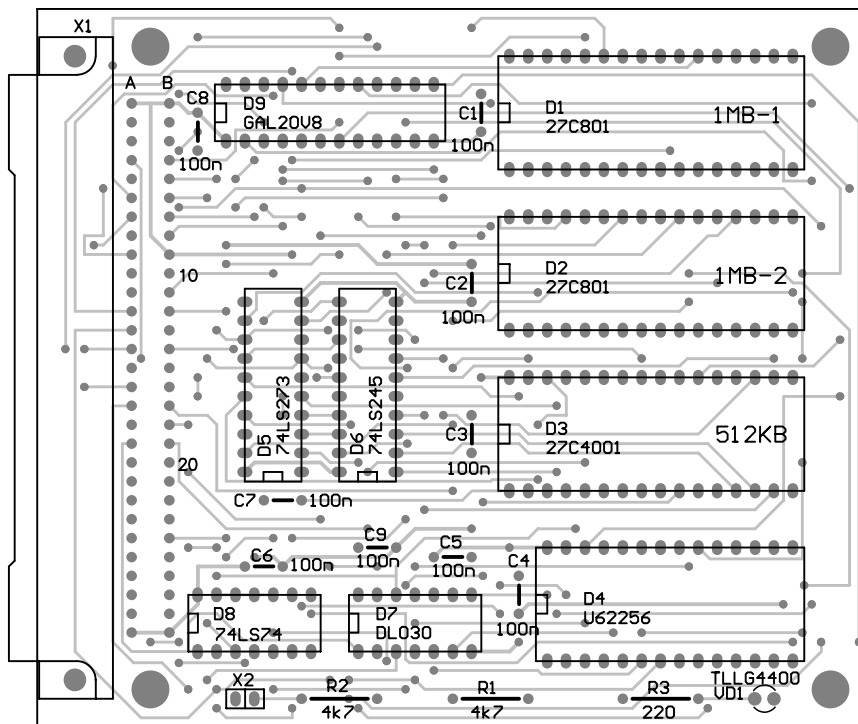 X1
A B
C8
100n
D9
GAL20V8
C1
100n
D1
27C801
1MB-1
10
C2
100n
D2
27C801
1MB-2
D5
74LS273
D6
74LS245
C3
100n
D3
27C4001
512KB
20
C7 100n
C9
100n
C5
100n
C6 100n
C4
100n
D4
U62256
D8
74LS74
D7
DL030
X2
R2
4k7
R1
4k7
R3
220
TLLG4400
VD1